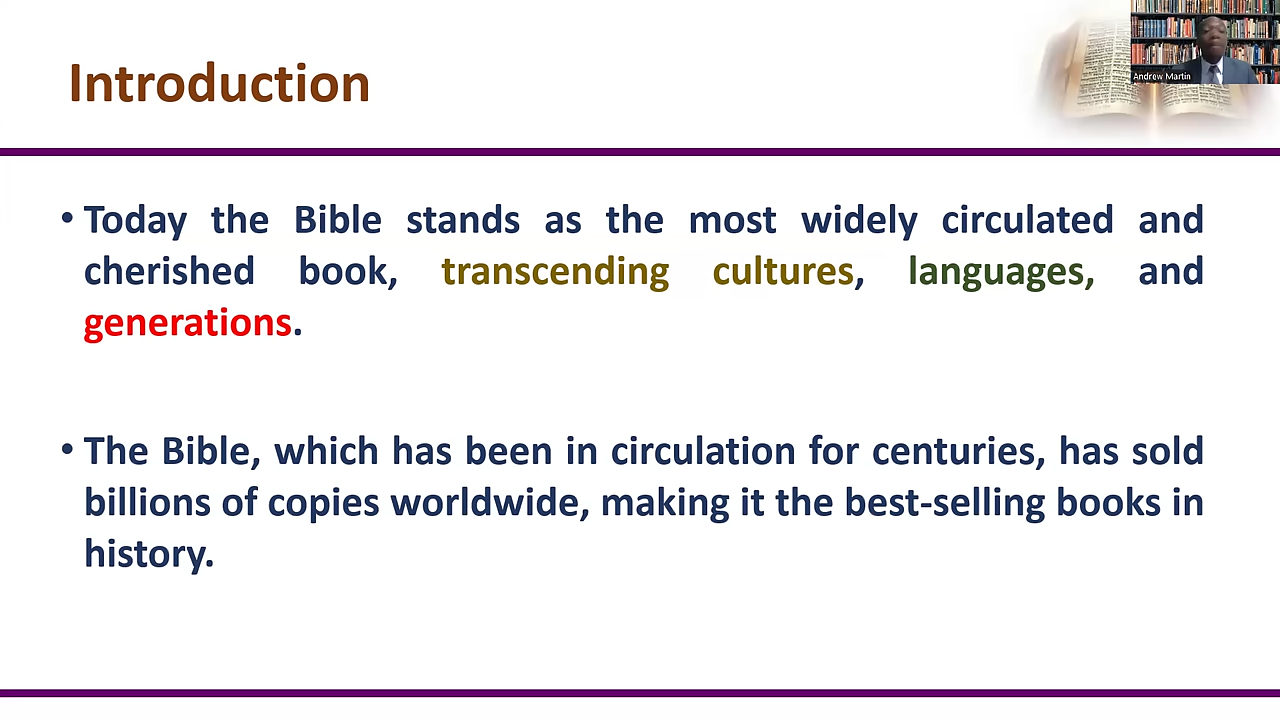 Introduction
Andrew Martin
• Today the Bible stands as the most widely circulated and
cherished book, transcending cultures, languages, and
generations.
• The Bible, which has been in circulation for centuries, has sold
billions of copies worldwide, making it the best-selling books in
history.